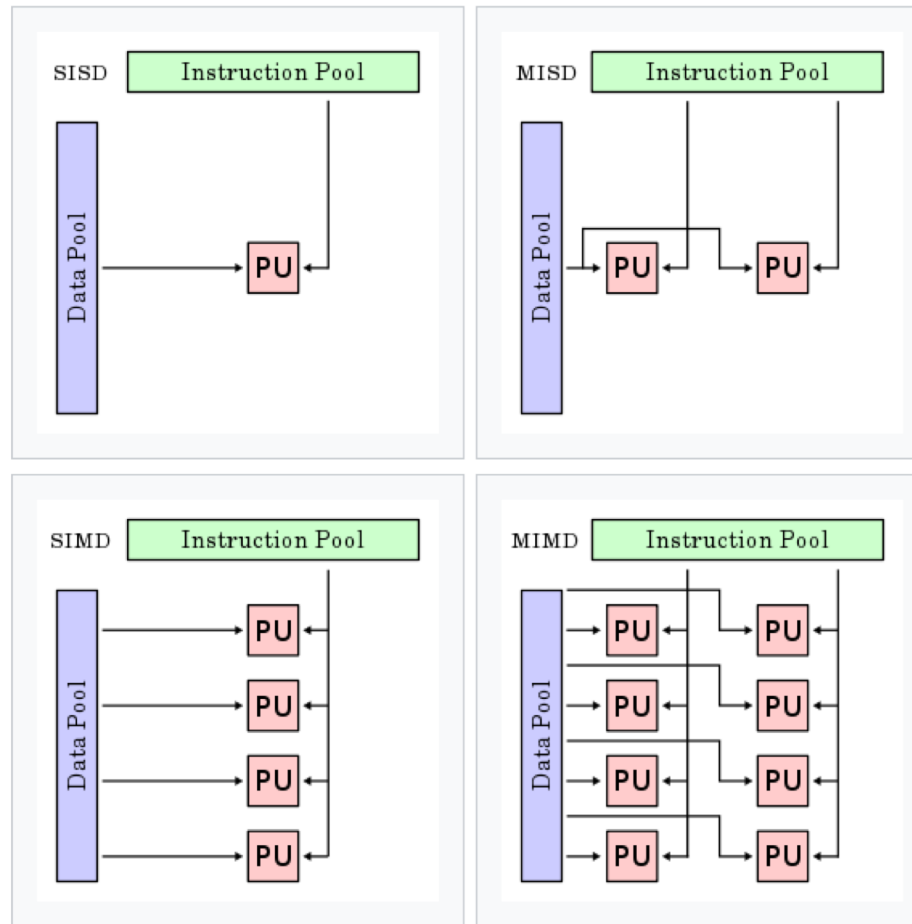 SISD Instruction Pool
Data Pool
PU
MISD Instruction Pool
Data Pool
PU PU
SIMD Instruction Pool
Data Pool
PU
PU
PU
PU
MIMD Instruction Pool
Data Pool
PU PU
PU PU
PU PU
PU PU